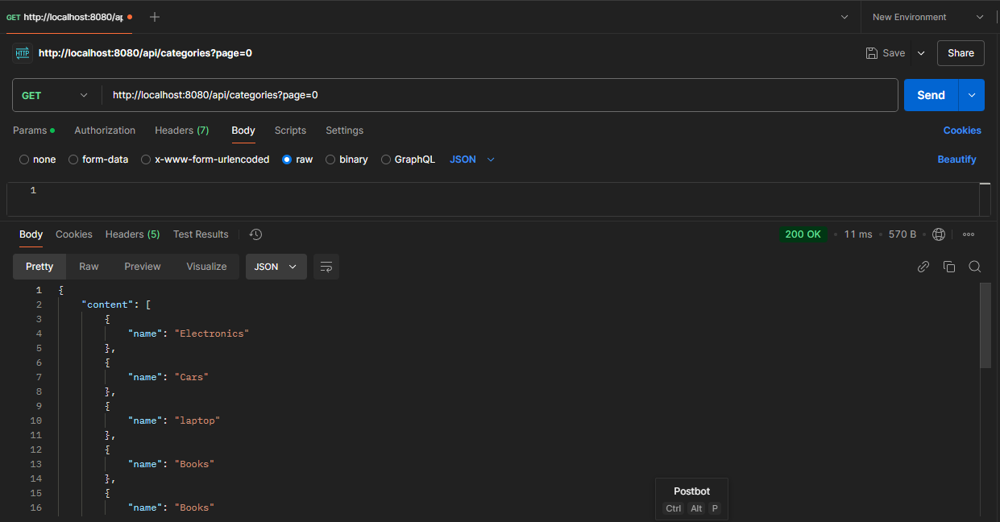 GET http://localhost:8080/ap
New Environment
HTTP http://localhost:8080/api/categories?page=0
Save
Share
GET http://localhost:8080/api/categories?page=0
Send
Params Authorization Headers (7) Body Scripts Settings
Cookies
none form-data x-www-form-urlencoded raw binary GraphQL JSON
Beautify
1
Body Cookies Headers (5) Test Results
200 OK • 11 ms • 570 B •
Pretty Raw Preview Visualize JSON
1 {
2 "content": [
3 {
4 "name": "Electronics"
5 },
6 {
7 "name": "Cars"
8 },
9 {
10 "name": "laptop"
11 },
12 {
13 "name": "Books"
14 },
15 {
16 "name": "Books"
Postbot
Ctrl Alt P